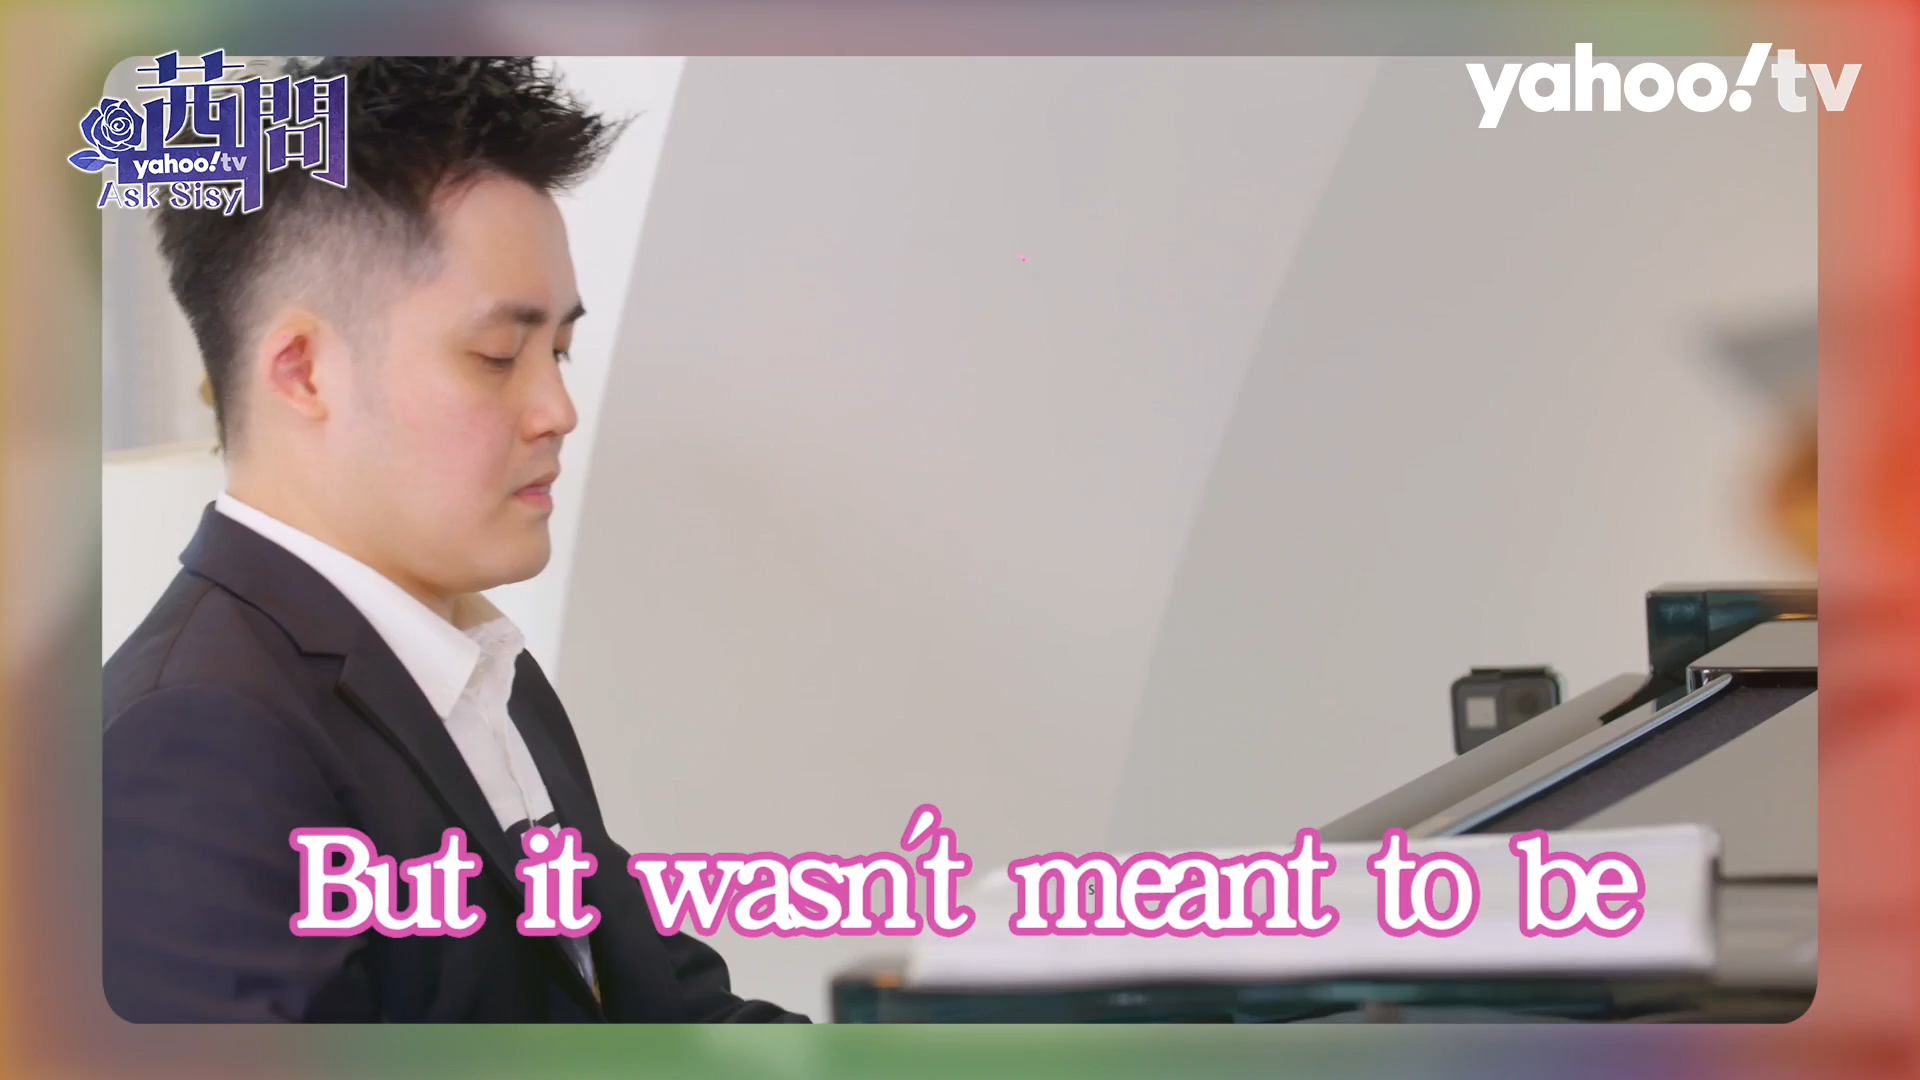 茜問
yahoo!tv
Ask Sisy
yahoo!tv
But it wasn't meant to be
S